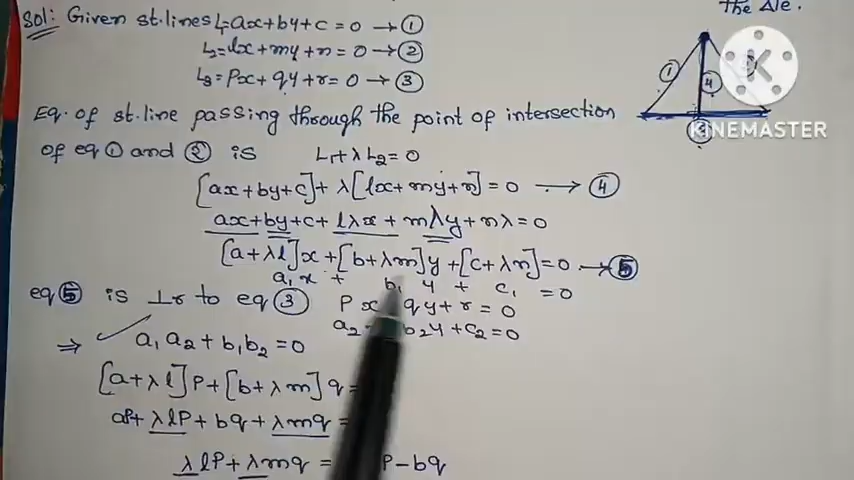 the Δle.
Sol: Given st.lines L₁=ax+by+c=0 → ①
L₂=lx+my+n=0 → ②
L₃=px+qy+r=0 → ③
① ④
K
KINEMASTER
Eq. of st.line passing through the point of intersection
of eq ① and ② is L₁+λL₂=0
[ax+by+c]+λ[lx+my+n]=0 → ④
ax+by+c+lλx+mλy+nλ=0
[a+λl]x+[b+λm]y+[c+λn]=0 → ⑤
a₁x + b₁ y + c₁ =0
eq ⑤ is ⊥r to eq ③ px qy+r=0
a₂ b₂y+c₂=0
⇒ a₁a₂+b₁b₂=0
[a+λl]p+[b+λm]q=
ap+λlp+bq+λmq=
λlp+λmq= p-bq